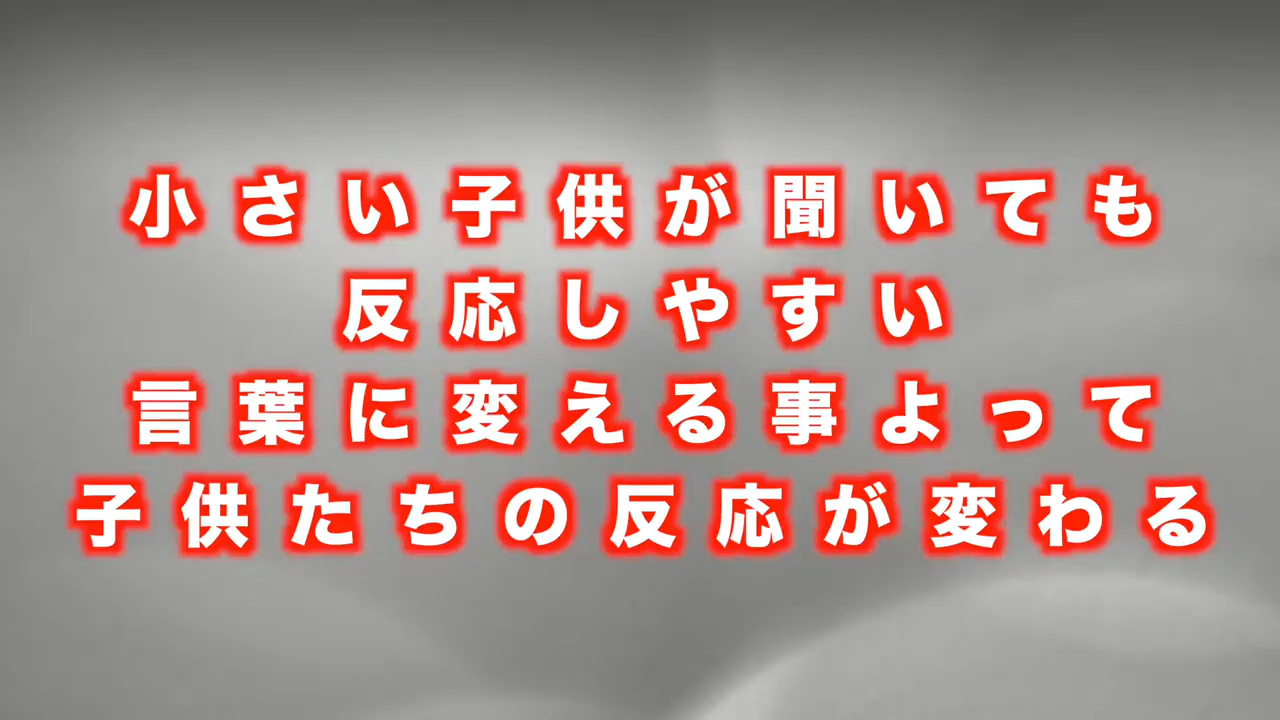 小さい子供が聞いても
反応しやすい
言葉に変える事よって
子供たちの反応が変わる